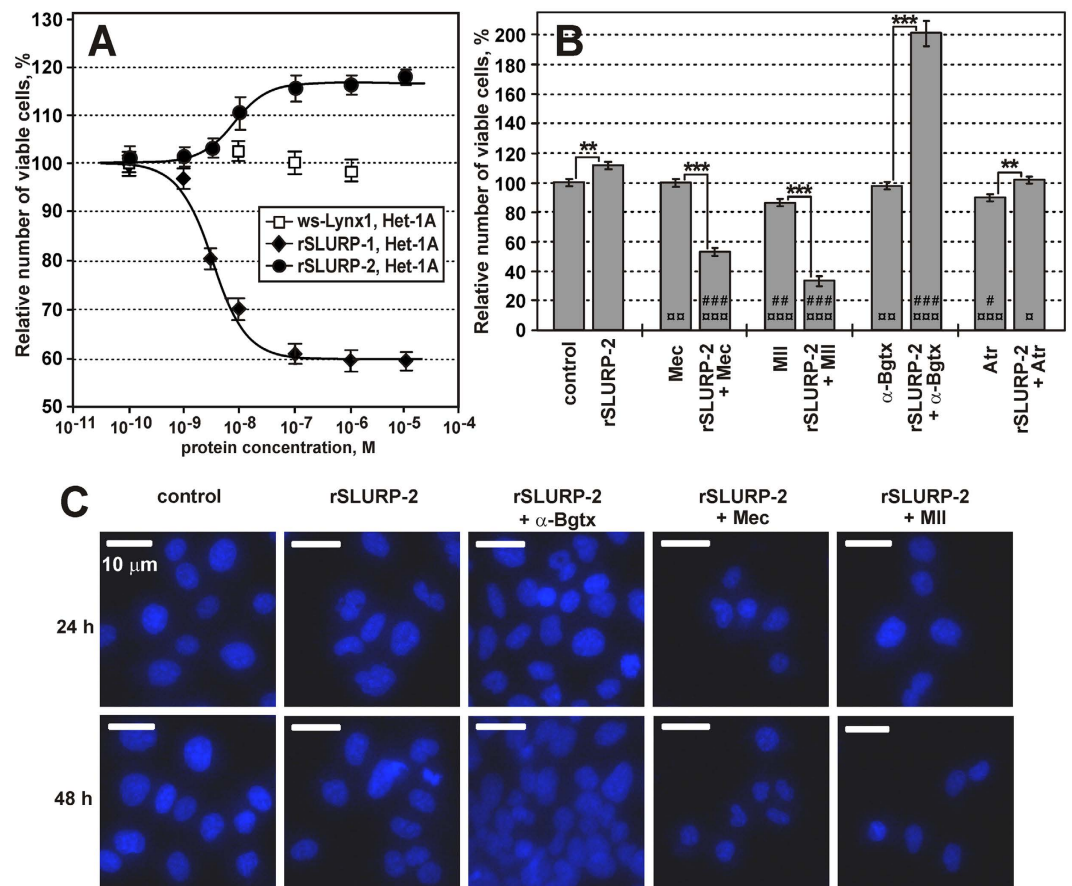 A
Relative number of viable cells, %
130
120
110
100
90
80
70
60
50
10-11
10-10
10-9
10-8
10-7
10-6
10-5
10-4
protein concentration, M
ws-Lynx1, Het-1A
rSLURP-1, Het-1A
rSLURP-2, Het-1A
B
Relative number of viable cells, %
200
180
160
140
120
100
80
60
40
20
0
**
***
***
***
**
###
##
###
###
#
¤¤
¤¤¤
¤¤¤
¤¤¤
¤¤
¤¤¤
¤¤¤
¤
control
rSLURP-2
Mec
rSLURP-2
+ Mec
MII
rSLURP-2
+ MII
α-Bgtx
rSLURP-2
+ α-Bgtx
Atr
rSLURP-2
+ Atr
C
control
rSLURP-2
rSLURP-2
+ α-Bgtx
rSLURP-2
+ Mec
rSLURP-2
+ MII
10 μm
24 h
48 h